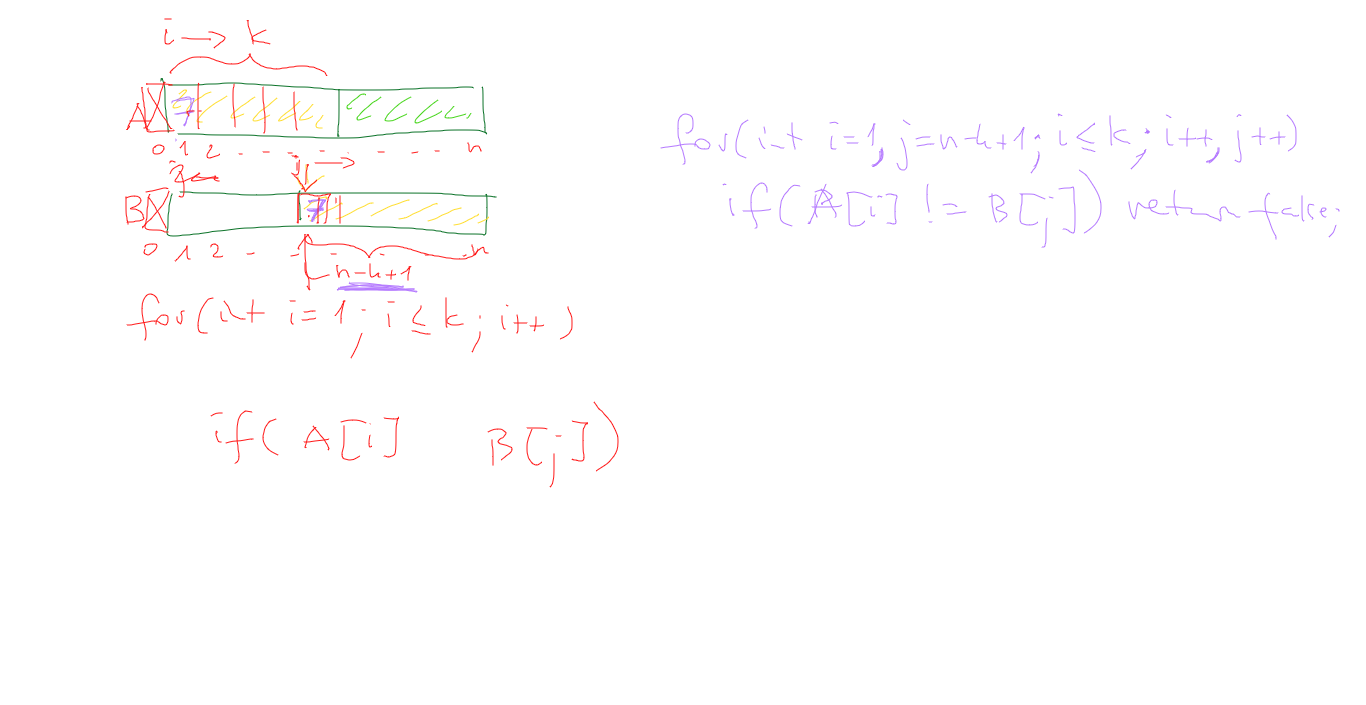 i → k
A 7
0 1 2 - - - - - - - - n
j →
B 7
0 1 2 - - - - - - n
n-k+1
for(int i=1; i≤k; i++)
if(A[i] B[j])
for(int i=1, j=n-k+1; i≤k; i++, j++)
if(A[i] != B[j]) return false;